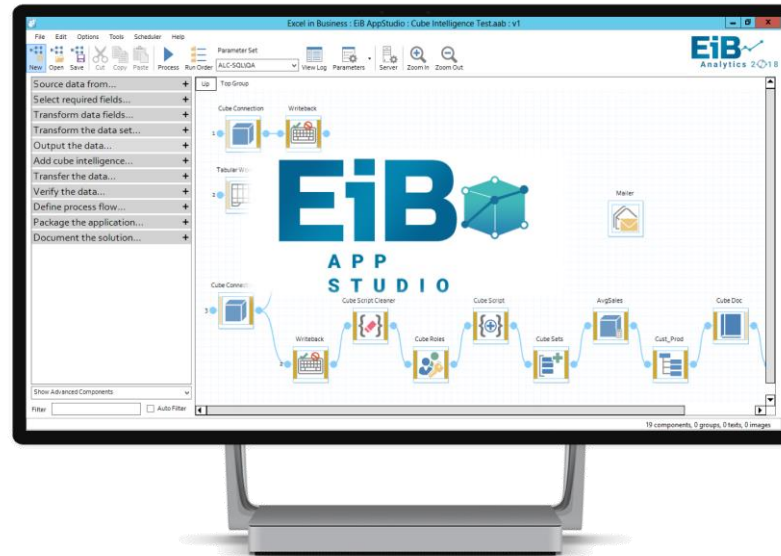 Excel in Business : EiB AppStudio : Cube Intelligence Test.aab : v1
File Edit Options Tools Scheduler Help
Parameter Set
ALC-SQL\QA
New Open Save Cut Copy Paste Process Run Order View Log Parameters Server Zoom In Zoom Out
EiB
Analytics 2018
Source data from... +
Select required fields... +
Transform data fields... +
Transform the data set... +
Output the data... +
Add cube intelligence... +
Transfer the data... +
Verify the data... +
Define process flow... +
Package the application... +
Document the solution... +
Up Top Group
Cube Connection Writeback
1
Tabular
Mailer
EiB
APP
STUDIO
Cube
3
Cube Script Cleaner Cube Script AvgSales Cube Doc
Writeback Cube Roles Cube Sets Cust_Prod
2
Show Advanced Components
Filter Auto Filter
19 components, 0 groups, 0 texts, 0 images